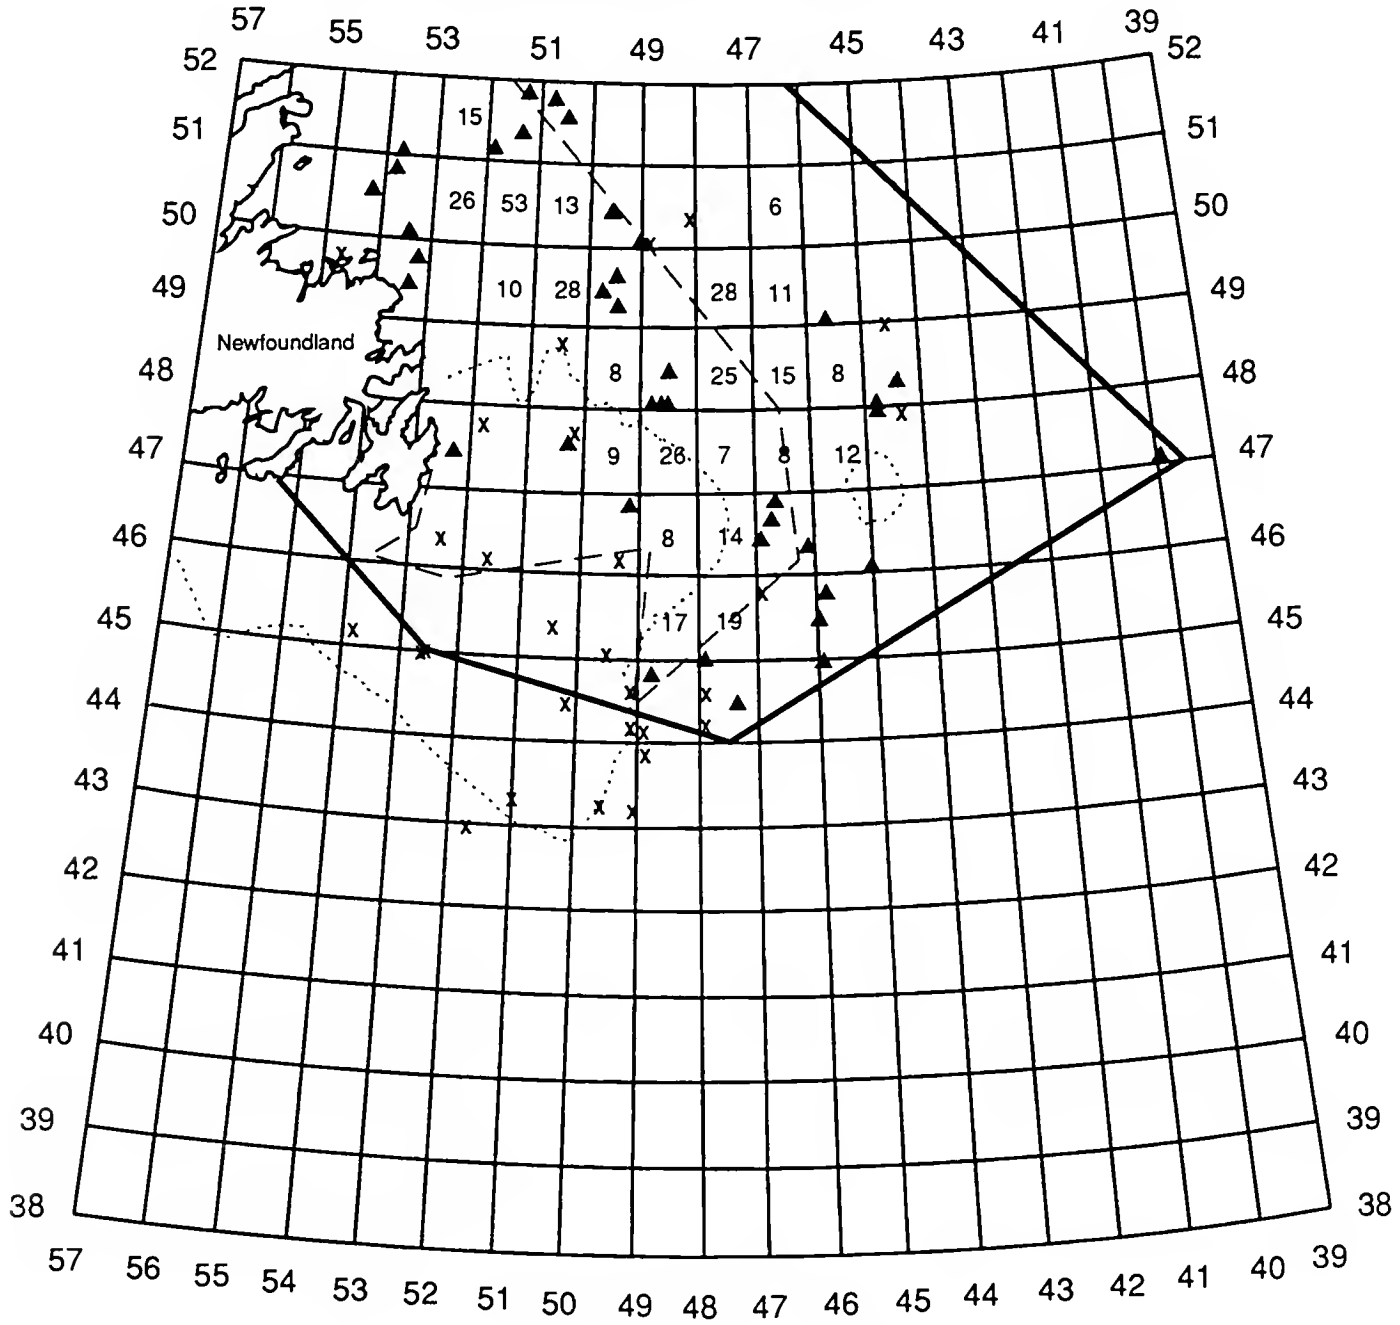 57 55 53 51 49 47 45 43 41 39
52 52
15
51 51
26 53 13 x 6
50 50
x
x
10 28 28 11
49 49
x
Newfoundland
x
8 25 15 8
48 48
x
x x
9 26 7 8 12
47 47
x 8 14
46 46
x x
x
17 19
45 45
x x
x x
x x
44 44
x
x x x
x
43 43
x x x
x
42 42
41 41
40 40
39 39
38 38
57 56 55 54 53 52 51 50 49 48 47 46 45 44 43 42 41 40 39